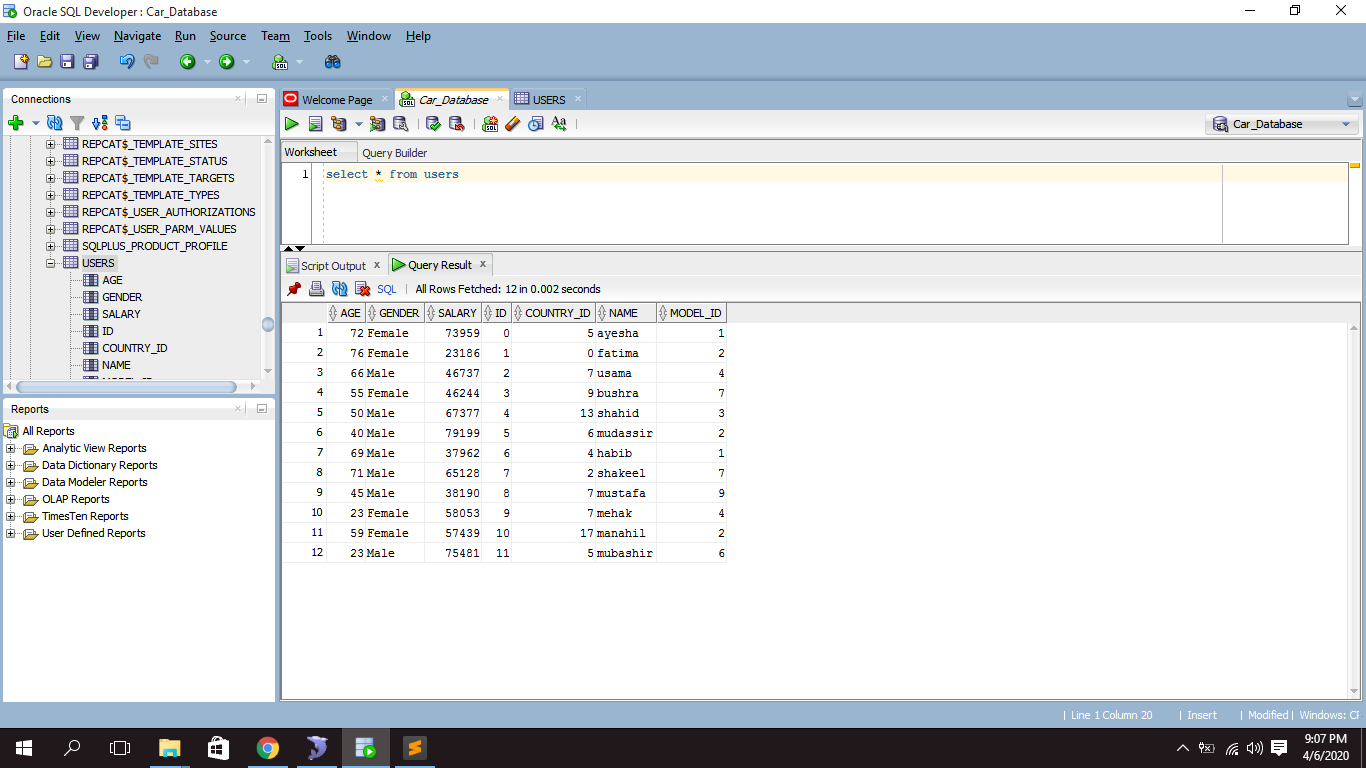 Oracle SQL Developer : Car_Database
File Edit View Navigate Run Source Team Tools Window Help
Connections
REPCAT$_TEMPLATE_SITES
REPCAT$_TEMPLATE_STATUS
REPCAT$_TEMPLATE_TARGETS
REPCAT$_TEMPLATE_TYPES
REPCAT$_USER_AUTHORIZATIONS
REPCAT$_USER_PARM_VALUES
SQLPLUS_PRODUCT_PROFILE
USERS
AGE
GENDER
SALARY
ID
COUNTRY_ID
NAME
Reports
All Reports
Analytic View Reports
Data Dictionary Reports
Data Modeler Reports
OLAP Reports
TimesTen Reports
User Defined Reports
Welcome Page Car_Database USERS
Car_Database
Worksheet Query Builder
1 select * from users
Script Output Query Result
SQL | All Rows Fetched: 12 in 0.002 seconds
AGE GENDER SALARY ID COUNTRY_ID NAME MODEL_ID
1 72 Female 73959 0 5 ayesha 1
2 76 Female 23186 1 0 fatima 2
3 66 Male 46737 2 7 usama 4
4 55 Female 46244 3 9 bushra 7
5 50 Male 67377 4 13 shahid 3
6 40 Male 79199 5 6 mudassir 2
7 69 Male 37962 6 4 habib 1
8 71 Male 65128 7 2 shakeel 7
9 45 Male 38190 8 7 mustafa 9
10 23 Female 58053 9 7 mehak 4
11 59 Female 57439 10 17 manahil 2
12 23 Male 75481 11 5 mubashir 6
| Line 1 Column 20 | Insert | Modified | Windows:
9:07 PM
4/6/2020